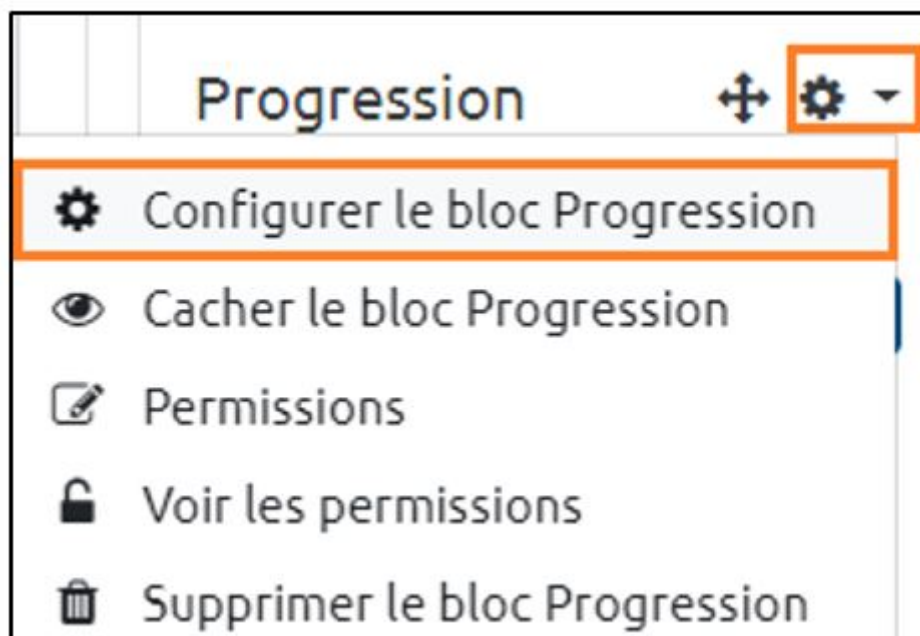 Progression
Configurer le bloc Progression
Cacher le bloc Progression
Permissions
Voir les permissions
Supprimer le bloc Progression